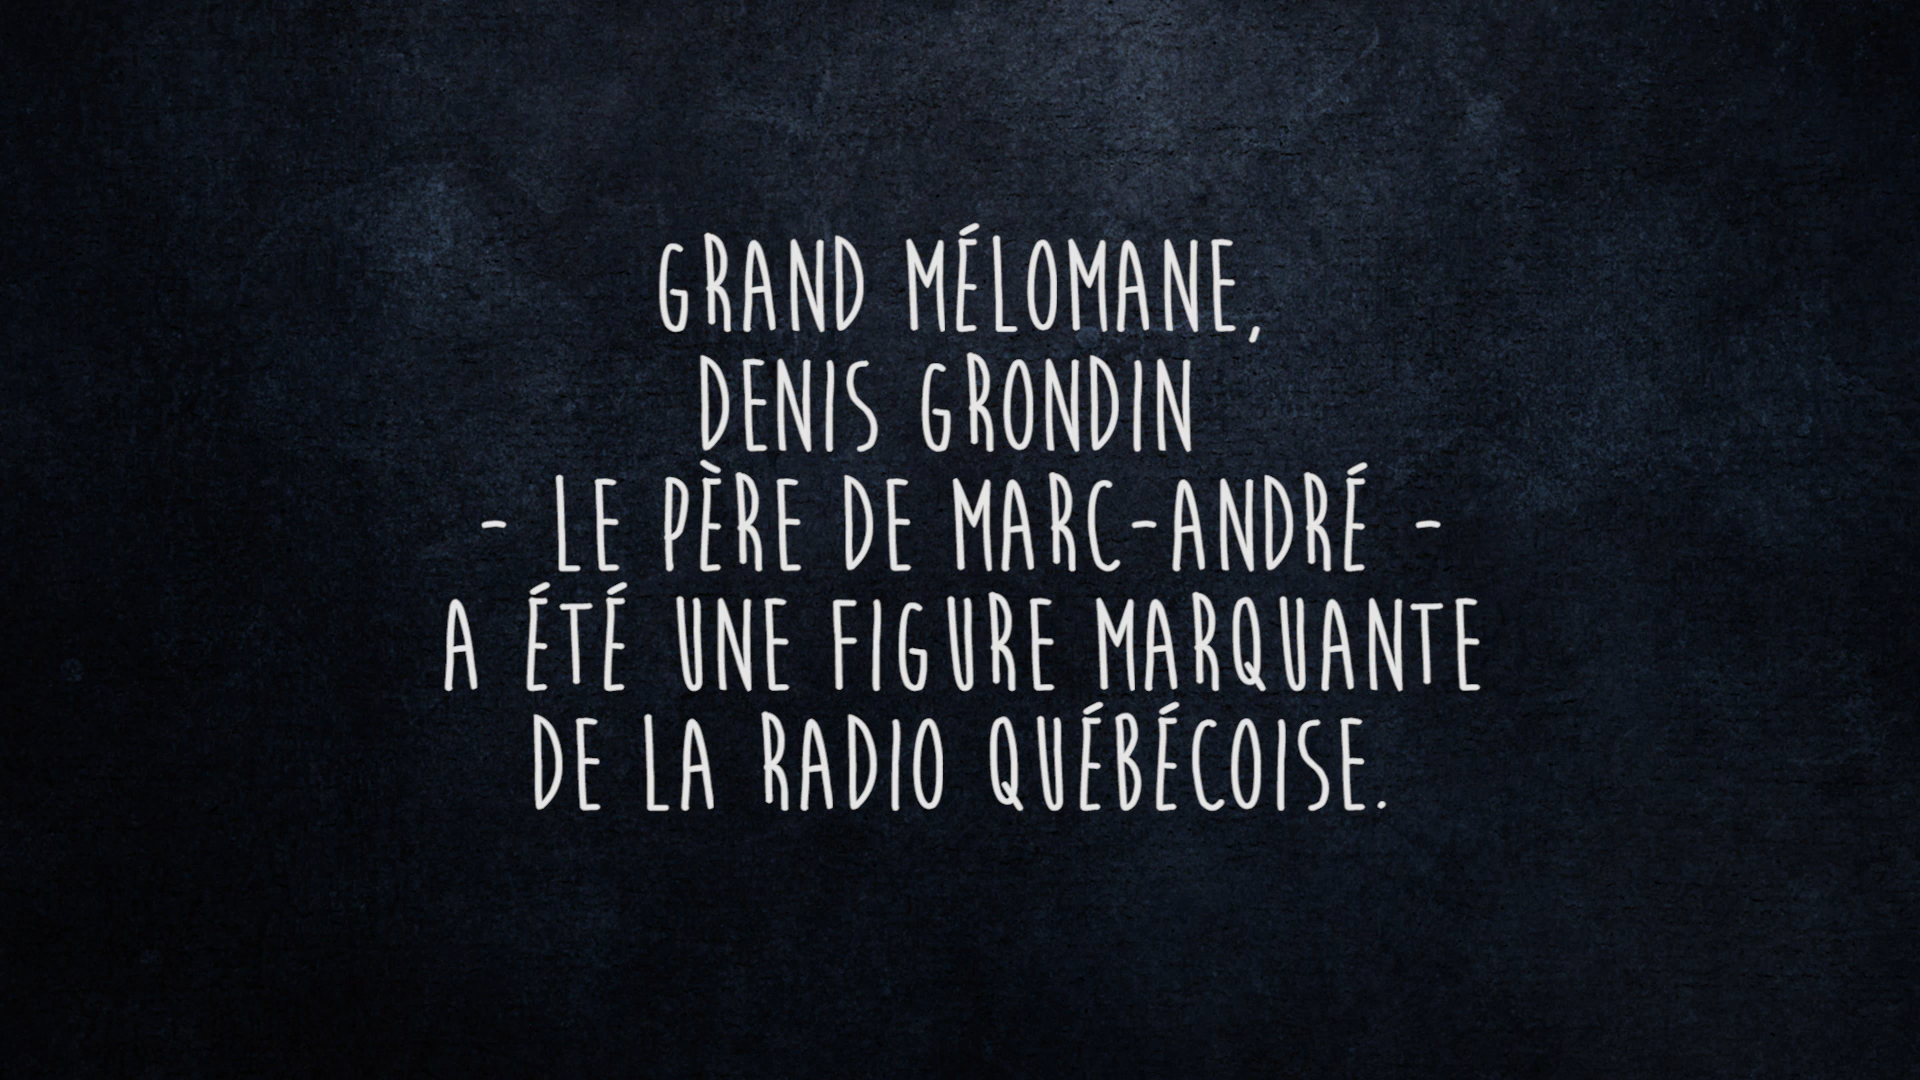 GRAND MÉLOMANE,
DENIS GRONDIN
- LE PÈRE DE MARC-ANDRÉ -
A ÉTÉ UNE FIGURE MARQUANTE
DE LA RADIO QUÉBÉCOISE.